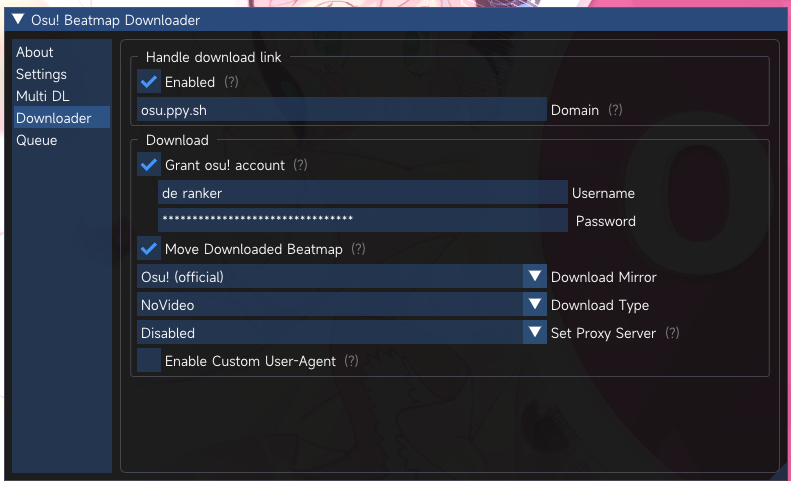 Osu! Beatmap Downloader
About
Settings
Multi DL
Downloader
Queue
Handle download link
Enabled (?)
osu.ppy.sh Domain (?)
Download
Grant osu! account (?)
de ranker Username
******************************** Password
Move Downloaded Beatmap (?)
Osu! (official) Download Mirror
NoVideo Download Type
Disabled Set Proxy Server (?)
Enable Custom User-Agent (?)